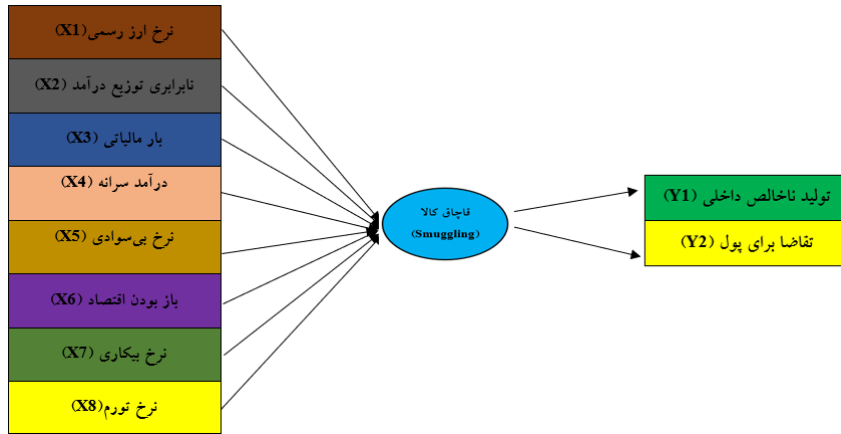 نرخ ارز رسمی(X1)
نابرابری توزیع درآمد (X2)
بار مالیاتی (X3)
درآمد سرانه (X4)
نرخ بی‌سوادی (X5)
باز بودن اقتصاد (X6)
نرخ بیکاری (X7)
نرخ تورم(X8)
قاچاق کالا
(Smuggling)
تولید ناخالص داخلی (Y1)
تقاضا برای پول (Y2)